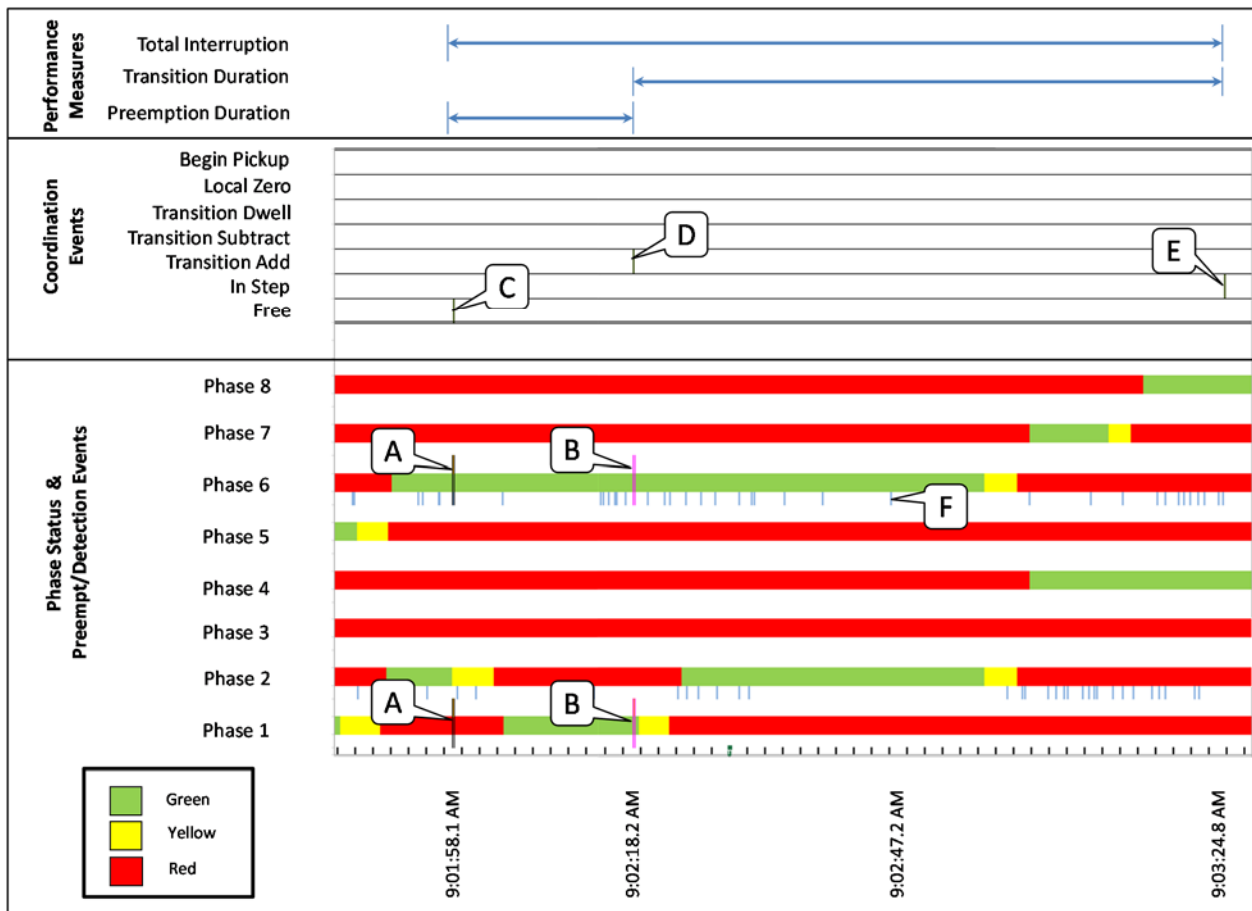 Performance
Measures
Total Interruption
Transition Duration
Preemption Duration
Coordination
Events
Begin Pickup
Local Zero
Transition Dwell
Transition Subtract
Transition Add
In Step
Free
D
E
C
Phase Status &
Preempt/Detection Events
Phase 8
Phase 7
A
B
Phase 6
F
Phase 5
Phase 4
Phase 3
Phase 2
A
B
Phase 1
9:01:58.1 AM
9:02:18.2 AM
9:02:47.2 AM
9:03:24.8 AM
Green
Yellow
Red